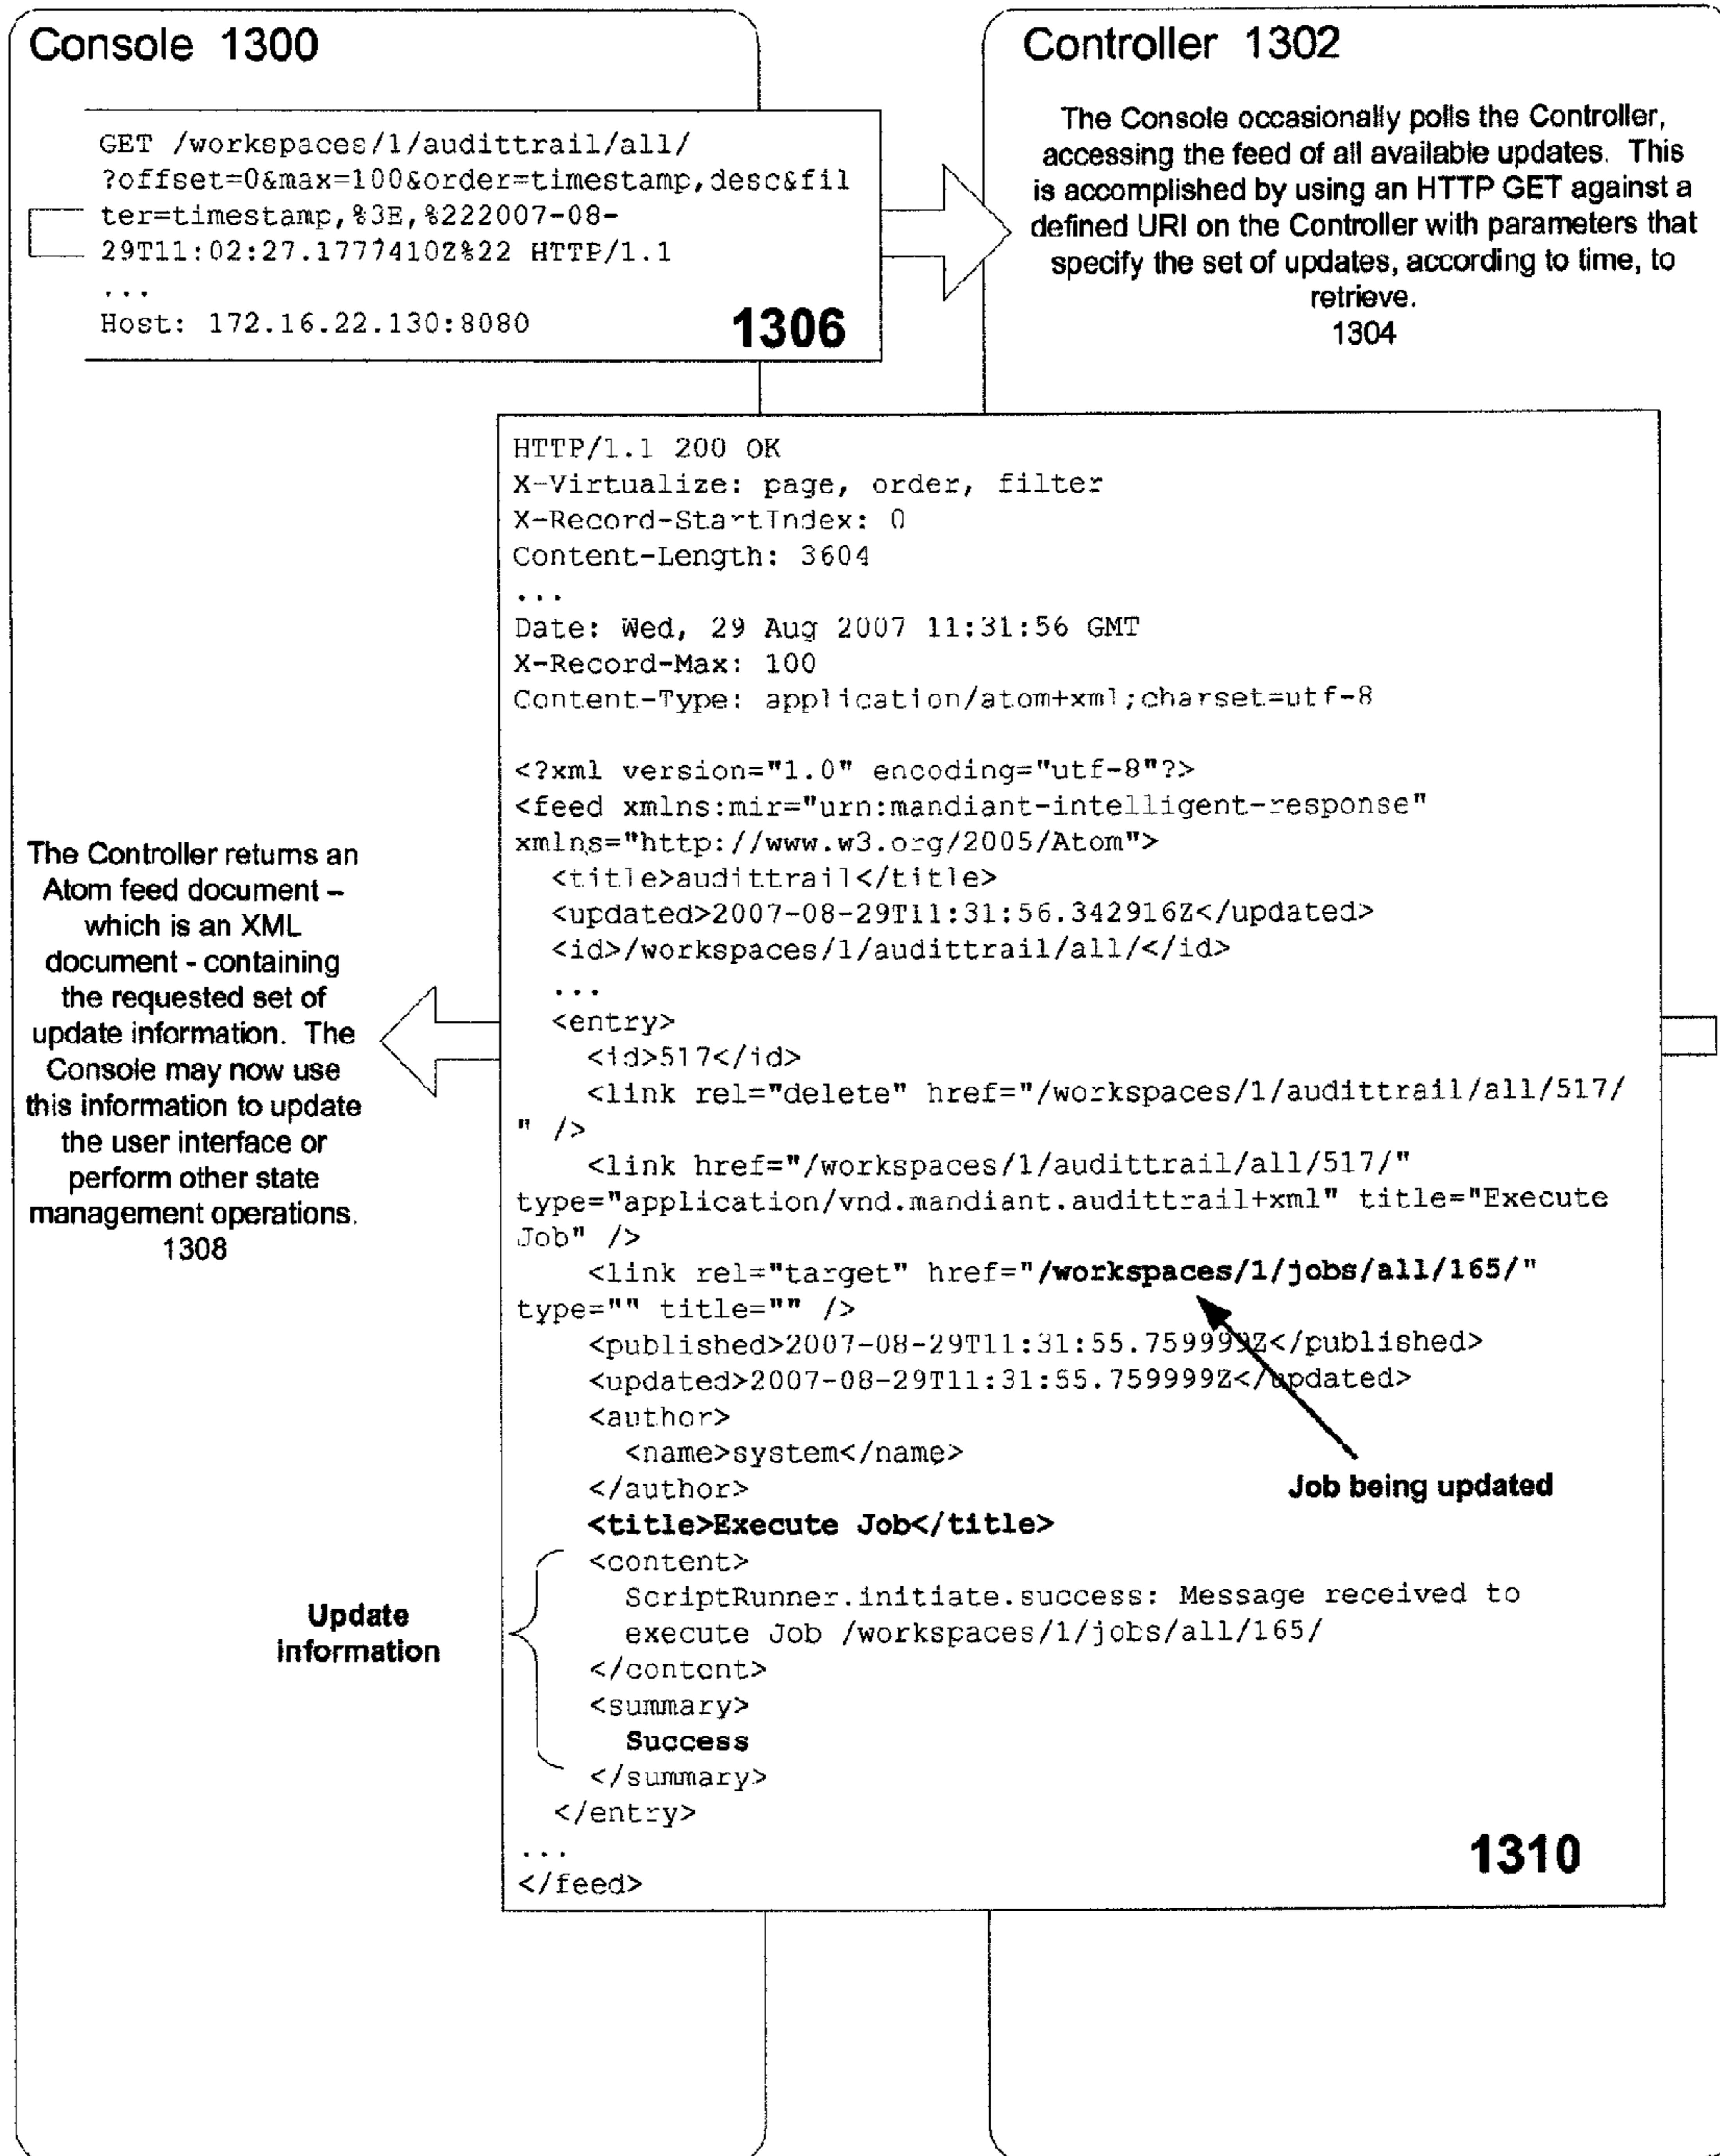 Console 1300
GET /workspaces/1/audittrail/all/
?offset=0&max=100&order=timestamp,desc&fil
ter=timestamp,%3E,%222007-08-
29T11:02:27.1777410Z%22 HTTP/1.1
...
Host: 172.16.22.130:8080
1306
Controller 1302
The Console occasionally polls the Controller,
accessing the feed of all available updates. This
is accomplished by using an HTTP GET against a
defined URI on the Controller with parameters that
specify the set of updates, according to time, to
retrieve.
1304
HTTP/1.1 200 OK
X-Virtualize: page, order, filter
X-Record-StartIndex: 0
Content-Length: 3604
...
Date: Wed, 29 Aug 2007 11:31:56 GMT
X-Record-Max: 100
Content-Type: application/atom+xml;charset=utf-8
<?xml version="1.0" encoding="utf-8"?>
<feed xmlns:mir="urn:mandiant-intelligent-response"
xmlns="http://www.w3.org/2005/Atom">
<title>audittrail</title>
<updated>2007-08-29T11:31:56.342916Z</updated>
<id>/workspaces/1/audittrail/all/</id>
...
<entry>
<id>517</id>
<link rel="delete" href="/workspaces/1/audittrail/all/517/
" />
<link href="/workspaces/1/audittrail/all/517/"
type="application/vnd.mandiant.audittrail+xml" title="Execute
Job" />
<link rel="target" href="/workspaces/1/jobs/all/165/"
type="" title="" />
<published>2007-08-29T11:31:55.759999Z</published>
<updated>2007-08-29T11:31:55.759999Z</updated>
<author>
<name>system</name>
</author>
<title>Execute Job</title>
<content>
ScriptRunner.initiate.success: Message received to
execute Job /workspaces/1/jobs/all/165/
</content>
<summary>
Success
</summary>
</entry>
...
</feed>
1310
Job being updated
Update
information
The Controller returns an
Atom feed document –
which is an XML
document - containing
the requested set of
update information. The
Console may now use
this information to update
the user interface or
perform other state
management operations.
1308